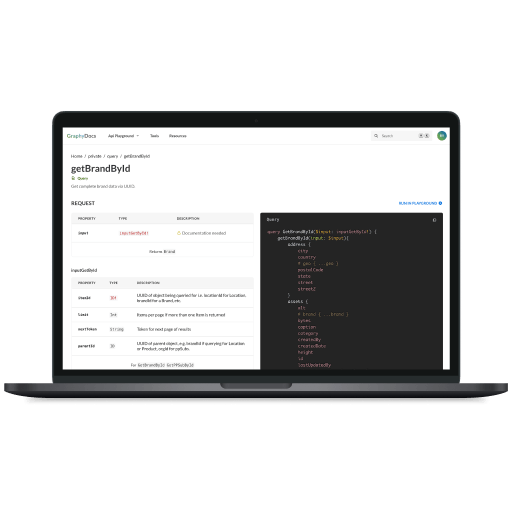 GraphyDocs Api Playground Tools Resources Search
Home / private / query / getBrandById
getBrandById
Query
Get complete brand data via UUID.
REQUEST
RUN IN PLAYGROUND
PROPERTY TYPE DESCRIPTION
input inputGetById! Documentation needed
Return Brand
inputGetById
PROPERTY TYPE DESCRIPTION
itemId ID! UUID of object being queried for i.e. locationId for Location,
brandId for a Brand, etc.
limit Int Items per page if more than one item is returned
nextToken String Token for next page of results
parentId ID UUID of parent object, e.g. brandId if querying for Location
or Product, orgId for ppSubs.
for GetBrandById GetPPSubById
Query
query GetBrandById($input: inputGetById!) {
getBrandById(input: $input){
address {
city
country
# geo { ...geo }
postalCode
state
street
street2
}
assets {
alt
# brand { ...brand }
bytes
caption
category
createdBy
createdDate
height
id
lastUpdatedBy